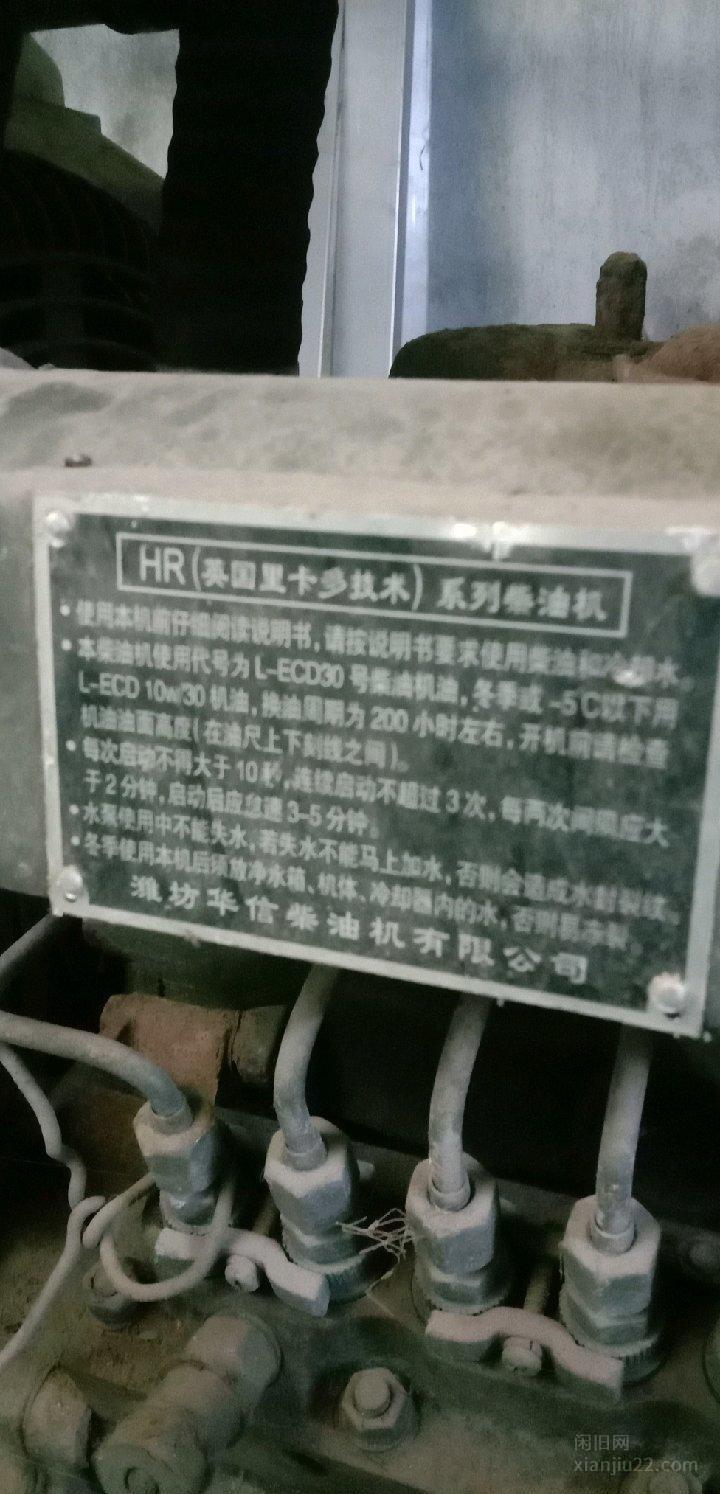 HR(英国里卡多技术)系列柴油机
• 使用本机前仔细阅读说明书，请按说明书要求使用柴油和冷却水。
• 本柴油机使用代号为L-ECD30号柴油机油，冬季或-5℃以下用
L-ECD 10w/30机油，换油周期为200小时左右，开机前请检查
机油油面高度(在油尺上下刻线之间)。
• 每次启动不再大于10秒，连续启动不超过3次，每两次间隔应大
于2分钟，启动后应怠速3-5分钟。
• 水泵使用中不能失水，若失水不能马上加水，否则会造成水封裂纹。
• 冬季使用本机后须放净水箱、机体、冷却器内的水，否则易冻裂。
潍坊华信柴油机有限公司
闲旧网
xianjiu22.com